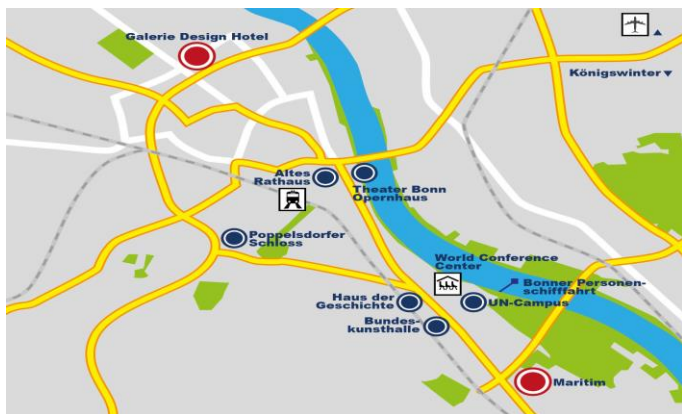 Galerie Design Hotel
Königswinter
Altes
Rathaus
Theater Bonn
Opernhaus
Poppelsdorfer
Schloss
World Conference
Center
Bonner Personen-
schifffahrt
Haus der
Geschichte
UN-Campus
Bundes-
kunsthalle
Maritim